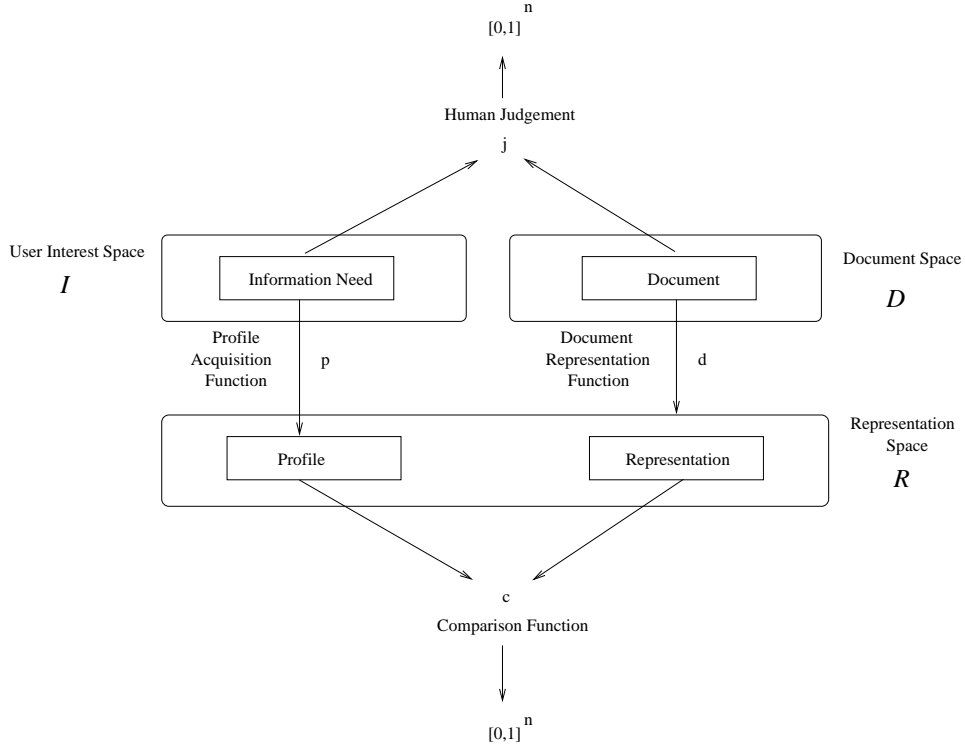 n
[0,1]
Human Judgement
j
User Interest Space
I
Information Need
Document
Document Space
D
Profile
Acquisition
Function
p
Document
Representation
Function
d
Profile
Representation
Representation
Space
R
c
Comparison Function
n
[0,1]